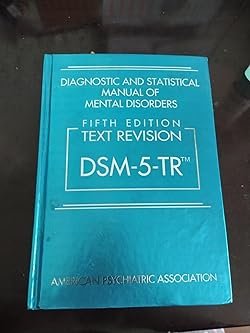 DIAGNOSTIC AND STATISTICAL
MANUAL OF
MENTAL DISORDERS
FIFTH EDITION
TEXT REVISION
DSM-5-TR™
AMERICAN PSYCHIATRIC ASSOCIATION